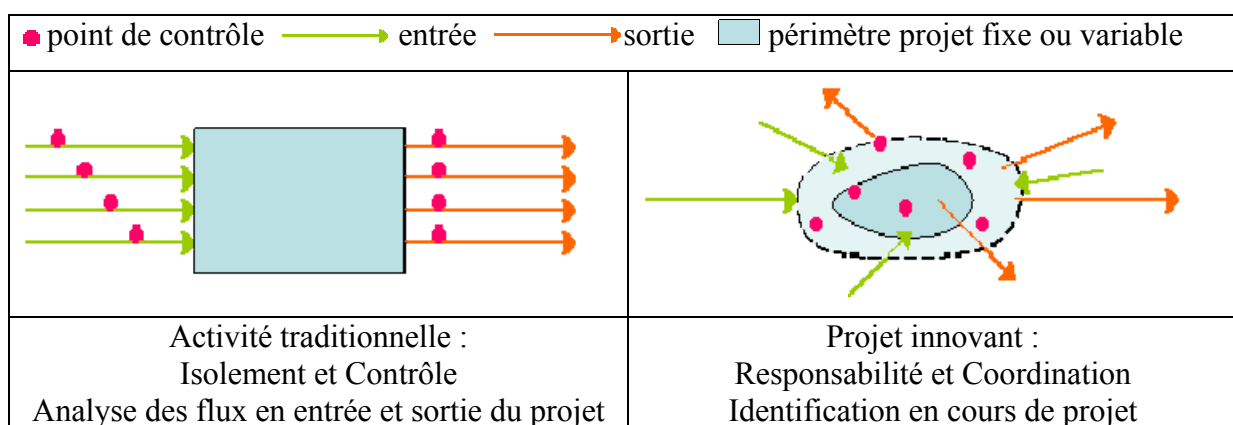 point de contrôle entrée sortie périmètre projet fixe ou variable
Activité traditionnelle :
Isolement et Contrôle
Analyse des flux en entrée et sortie du projet
Projet innovant :
Responsabilité et Coordination
Identification en cours de projet